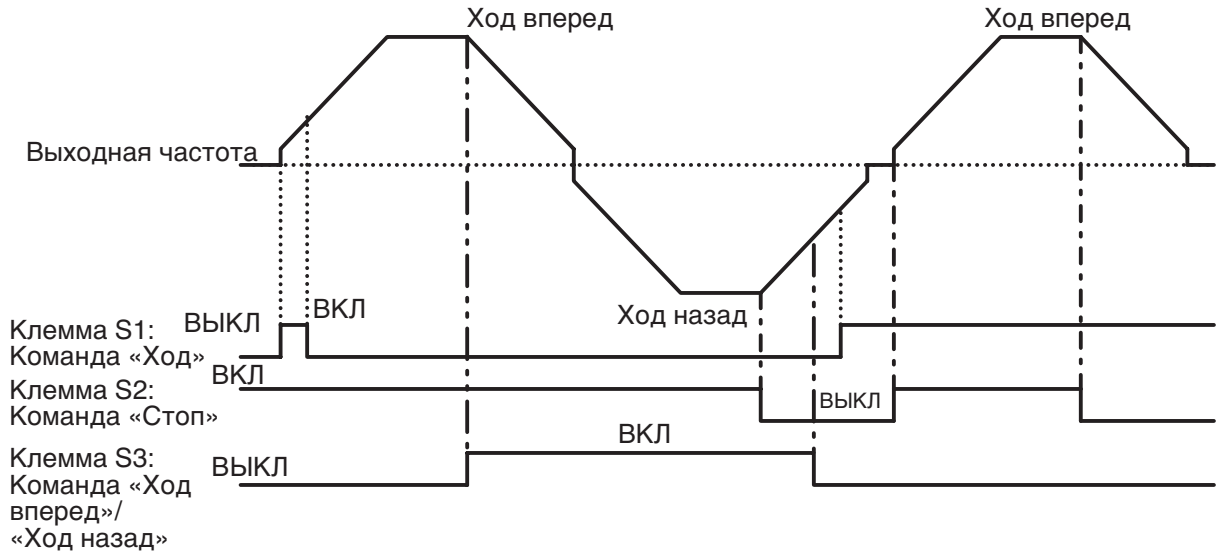 Ход вперед
Ход вперед
Выходная частота
Ход назад
Клемма S1:
Команда «Ход»
ВЫКЛ
ВКЛ
Клемма S2:
Команда «Стоп»
ВКЛ
ВЫКЛ
Клемма S3:
Команда «Ход
вперед»/
«Ход назад»
ВЫКЛ
ВКЛ